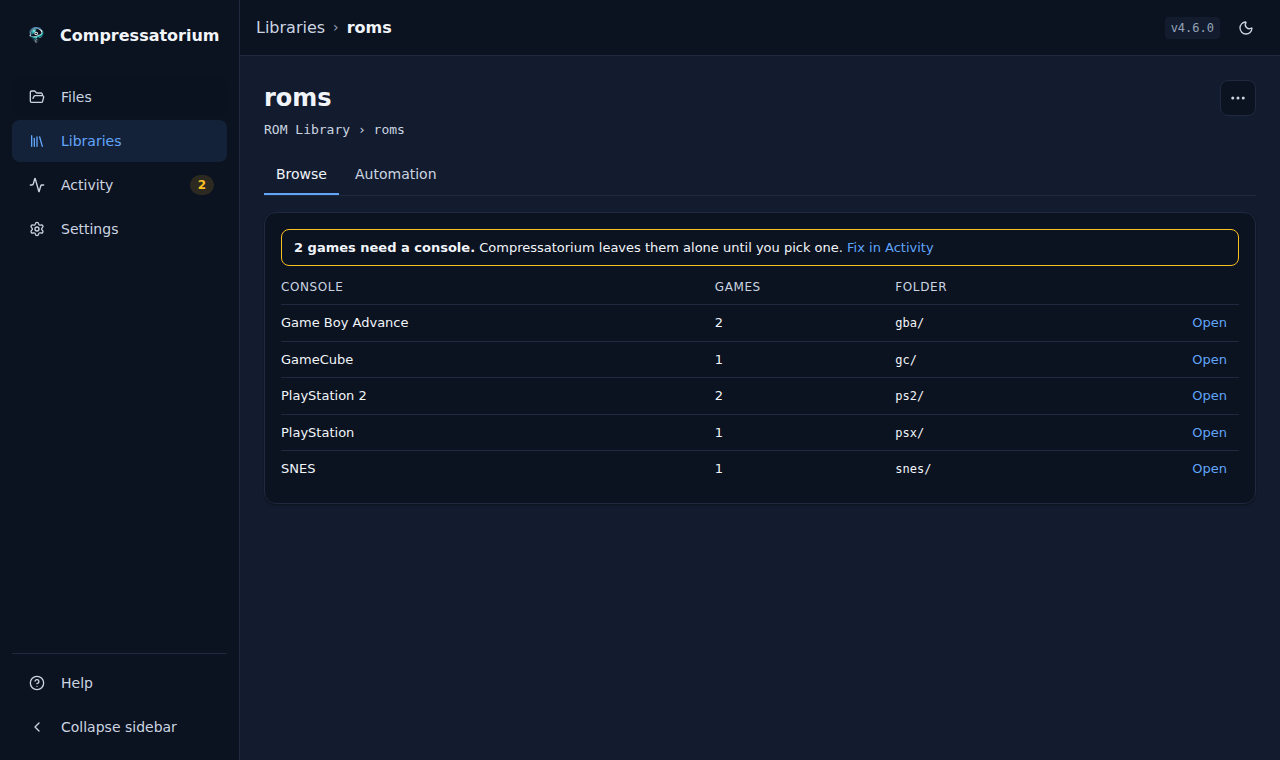 Compressatorium
Libraries › roms
v4.6.0
Files
Libraries
Activity 2
Settings
Help
Collapse sidebar
roms
ROM Library › roms
Browse Automation
2 games need a console. Compressatorium leaves them alone until you pick one. Fix in Activity
CONSOLE GAMES FOLDER
Game Boy Advance 2 gba/ Open
GameCube 1 gc/ Open
PlayStation 2 2 ps2/ Open
PlayStation 1 psx/ Open
SNES 1 snes/ Open